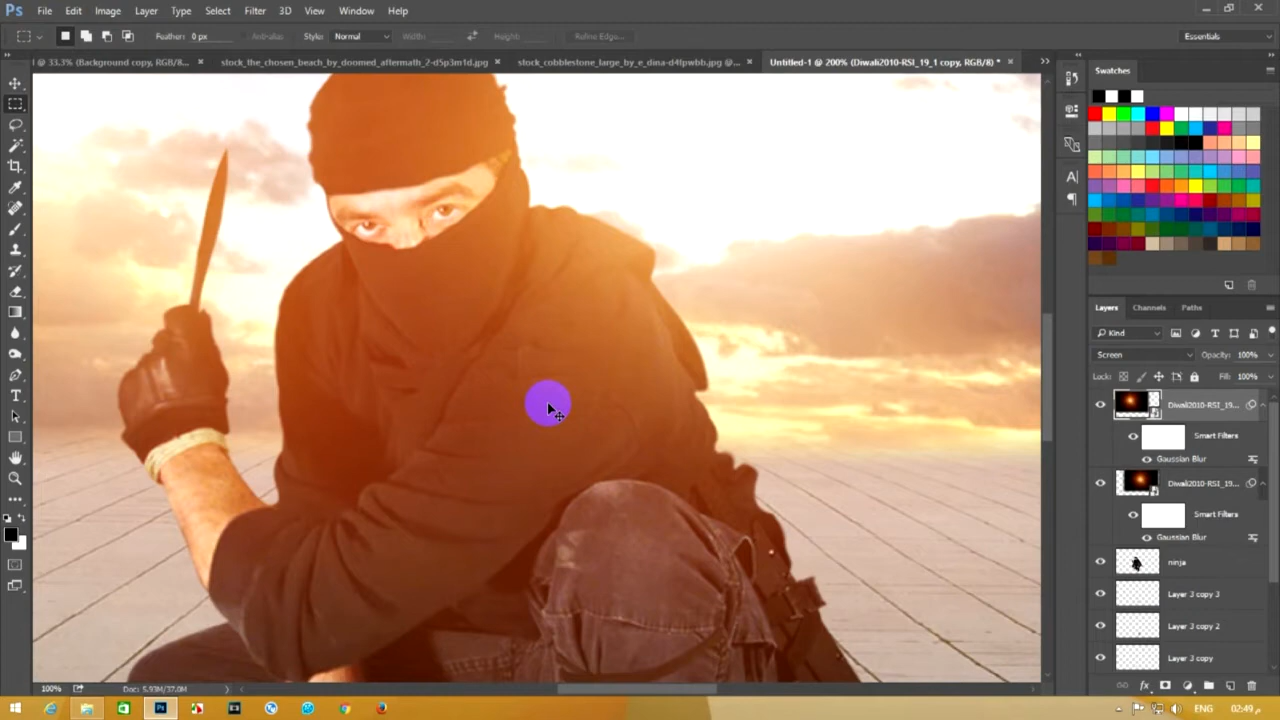 Ps File Edit Image Layer Type Select Filter 3D View Window Help
Feather: 0 px Anti-alias Style: Normal Width: Height: Refine Edge... Essentials
@ 33.3% (Background copy, RGB/8... × stock_the_chosen_beach_by_doomed_aftermath_2-d5p3m1d.jpg × stock_cobblestone_large_by_e_dina-d4fpwbb.jpg @... × Untitled-1 @ 200% (Diwali2010-RSI_19_1 copy, RGB/8) * ×
Swatches
A|
Layers Channels Paths
Kind
Screen Opacity: 100%
Lock: Fill: 100%
Diwali2010-RSI_19...
Smart Filters
Gaussian Blur
Diwali2010-RSI_19...
Smart Filters
Gaussian Blur
ninja
Layer 3 copy 3
Layer 3 copy 2
Layer 3 copy
100% Doc: 5.93M/37.0M
fx
Ps ENG 02:49 م